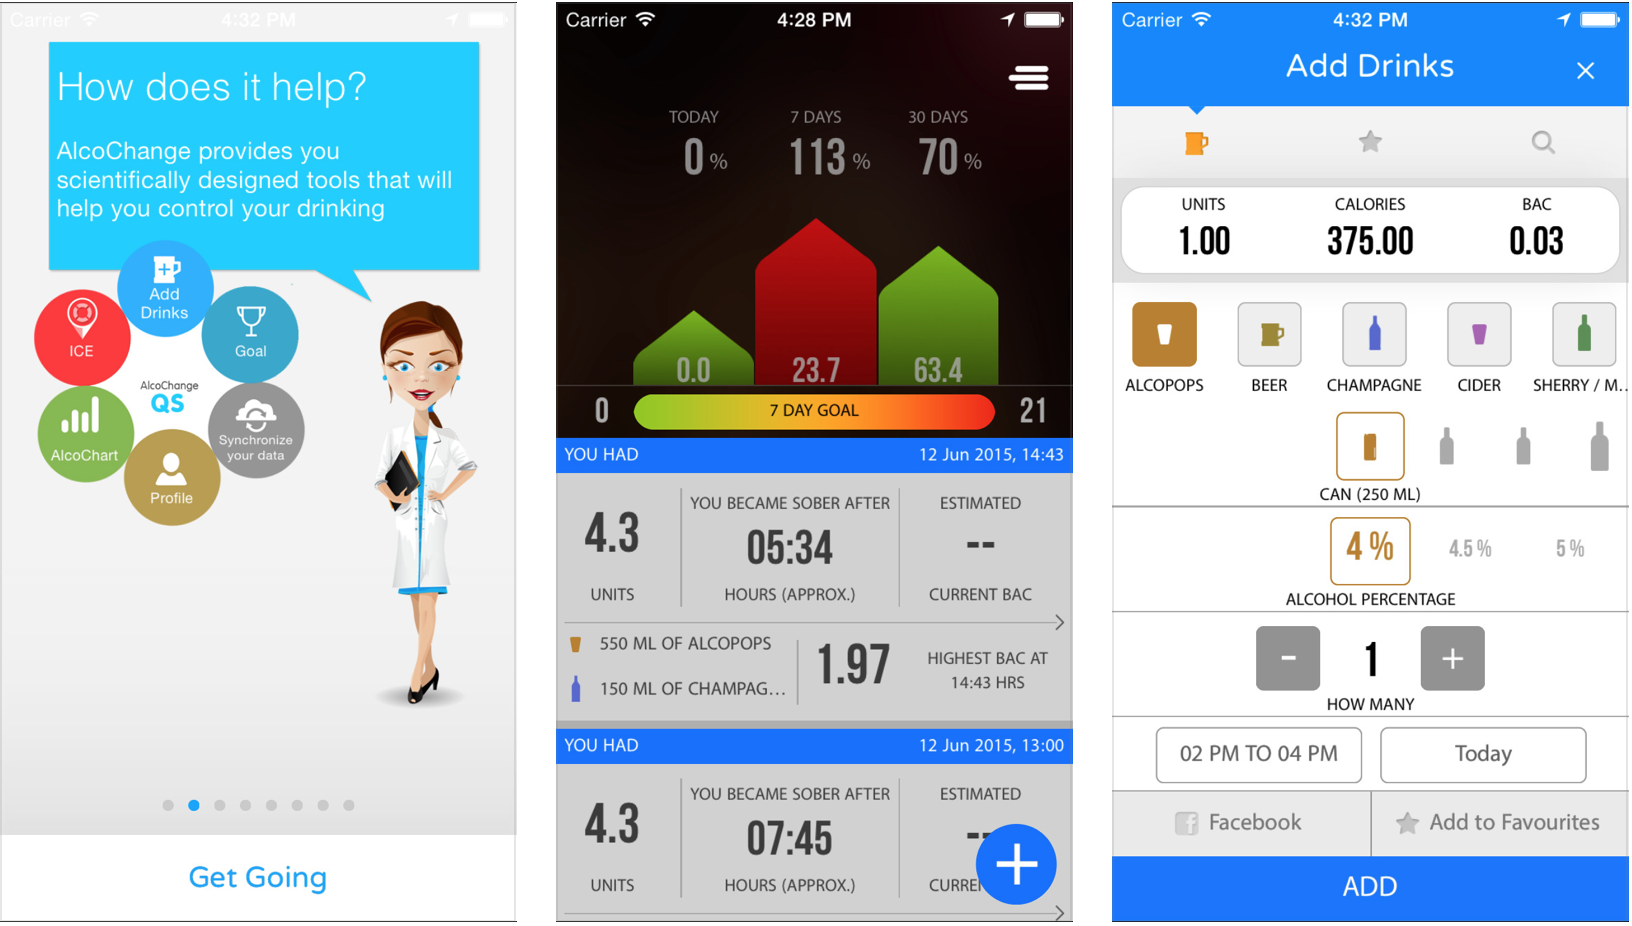 Carrier 4:32 PM
How does it help?
AlcoChange provides you
scientifically designed tools that will
help you control your drinking
Add
Drinks
ICE
Goal
AlcoChange
QS
AlcoChart
Synchronize
your data
Profile
Get Going
Carrier 4:28 PM
TODAY 7 DAYS 30 DAYS
0 % 113 % 70 %
0.0 23.7 63.4
0 7 DAY GOAL 21
YOU HAD 12 Jun 2015, 14:43
YOU BECAME SOBER AFTER ESTIMATED
4.3 05:34 --
UNITS HOURS (APPROX.) CURRENT BAC
550 ML OF ALCOPOPS
150 ML OF CHAMPAG...
1.97
HIGHEST BAC AT
14:43 HRS
YOU HAD 12 Jun 2015, 13:00
YOU BECAME SOBER AFTER ESTIMATED
4.3 07:45 --
UNITS HOURS (APPROX.) CURRE
Carrier 4:32 PM
Add Drinks
UNITS CALORIES BAC
1.00 375.00 0.03
ALCOPOPS BEER CHAMPAGNE CIDER SHERRY / M...
CAN (250 ML)
4 % 4.5 % 5 %
ALCOHOL PERCENTAGE
- 1 +
HOW MANY
02 PM TO 04 PM Today
Facebook Add to Favourites
ADD